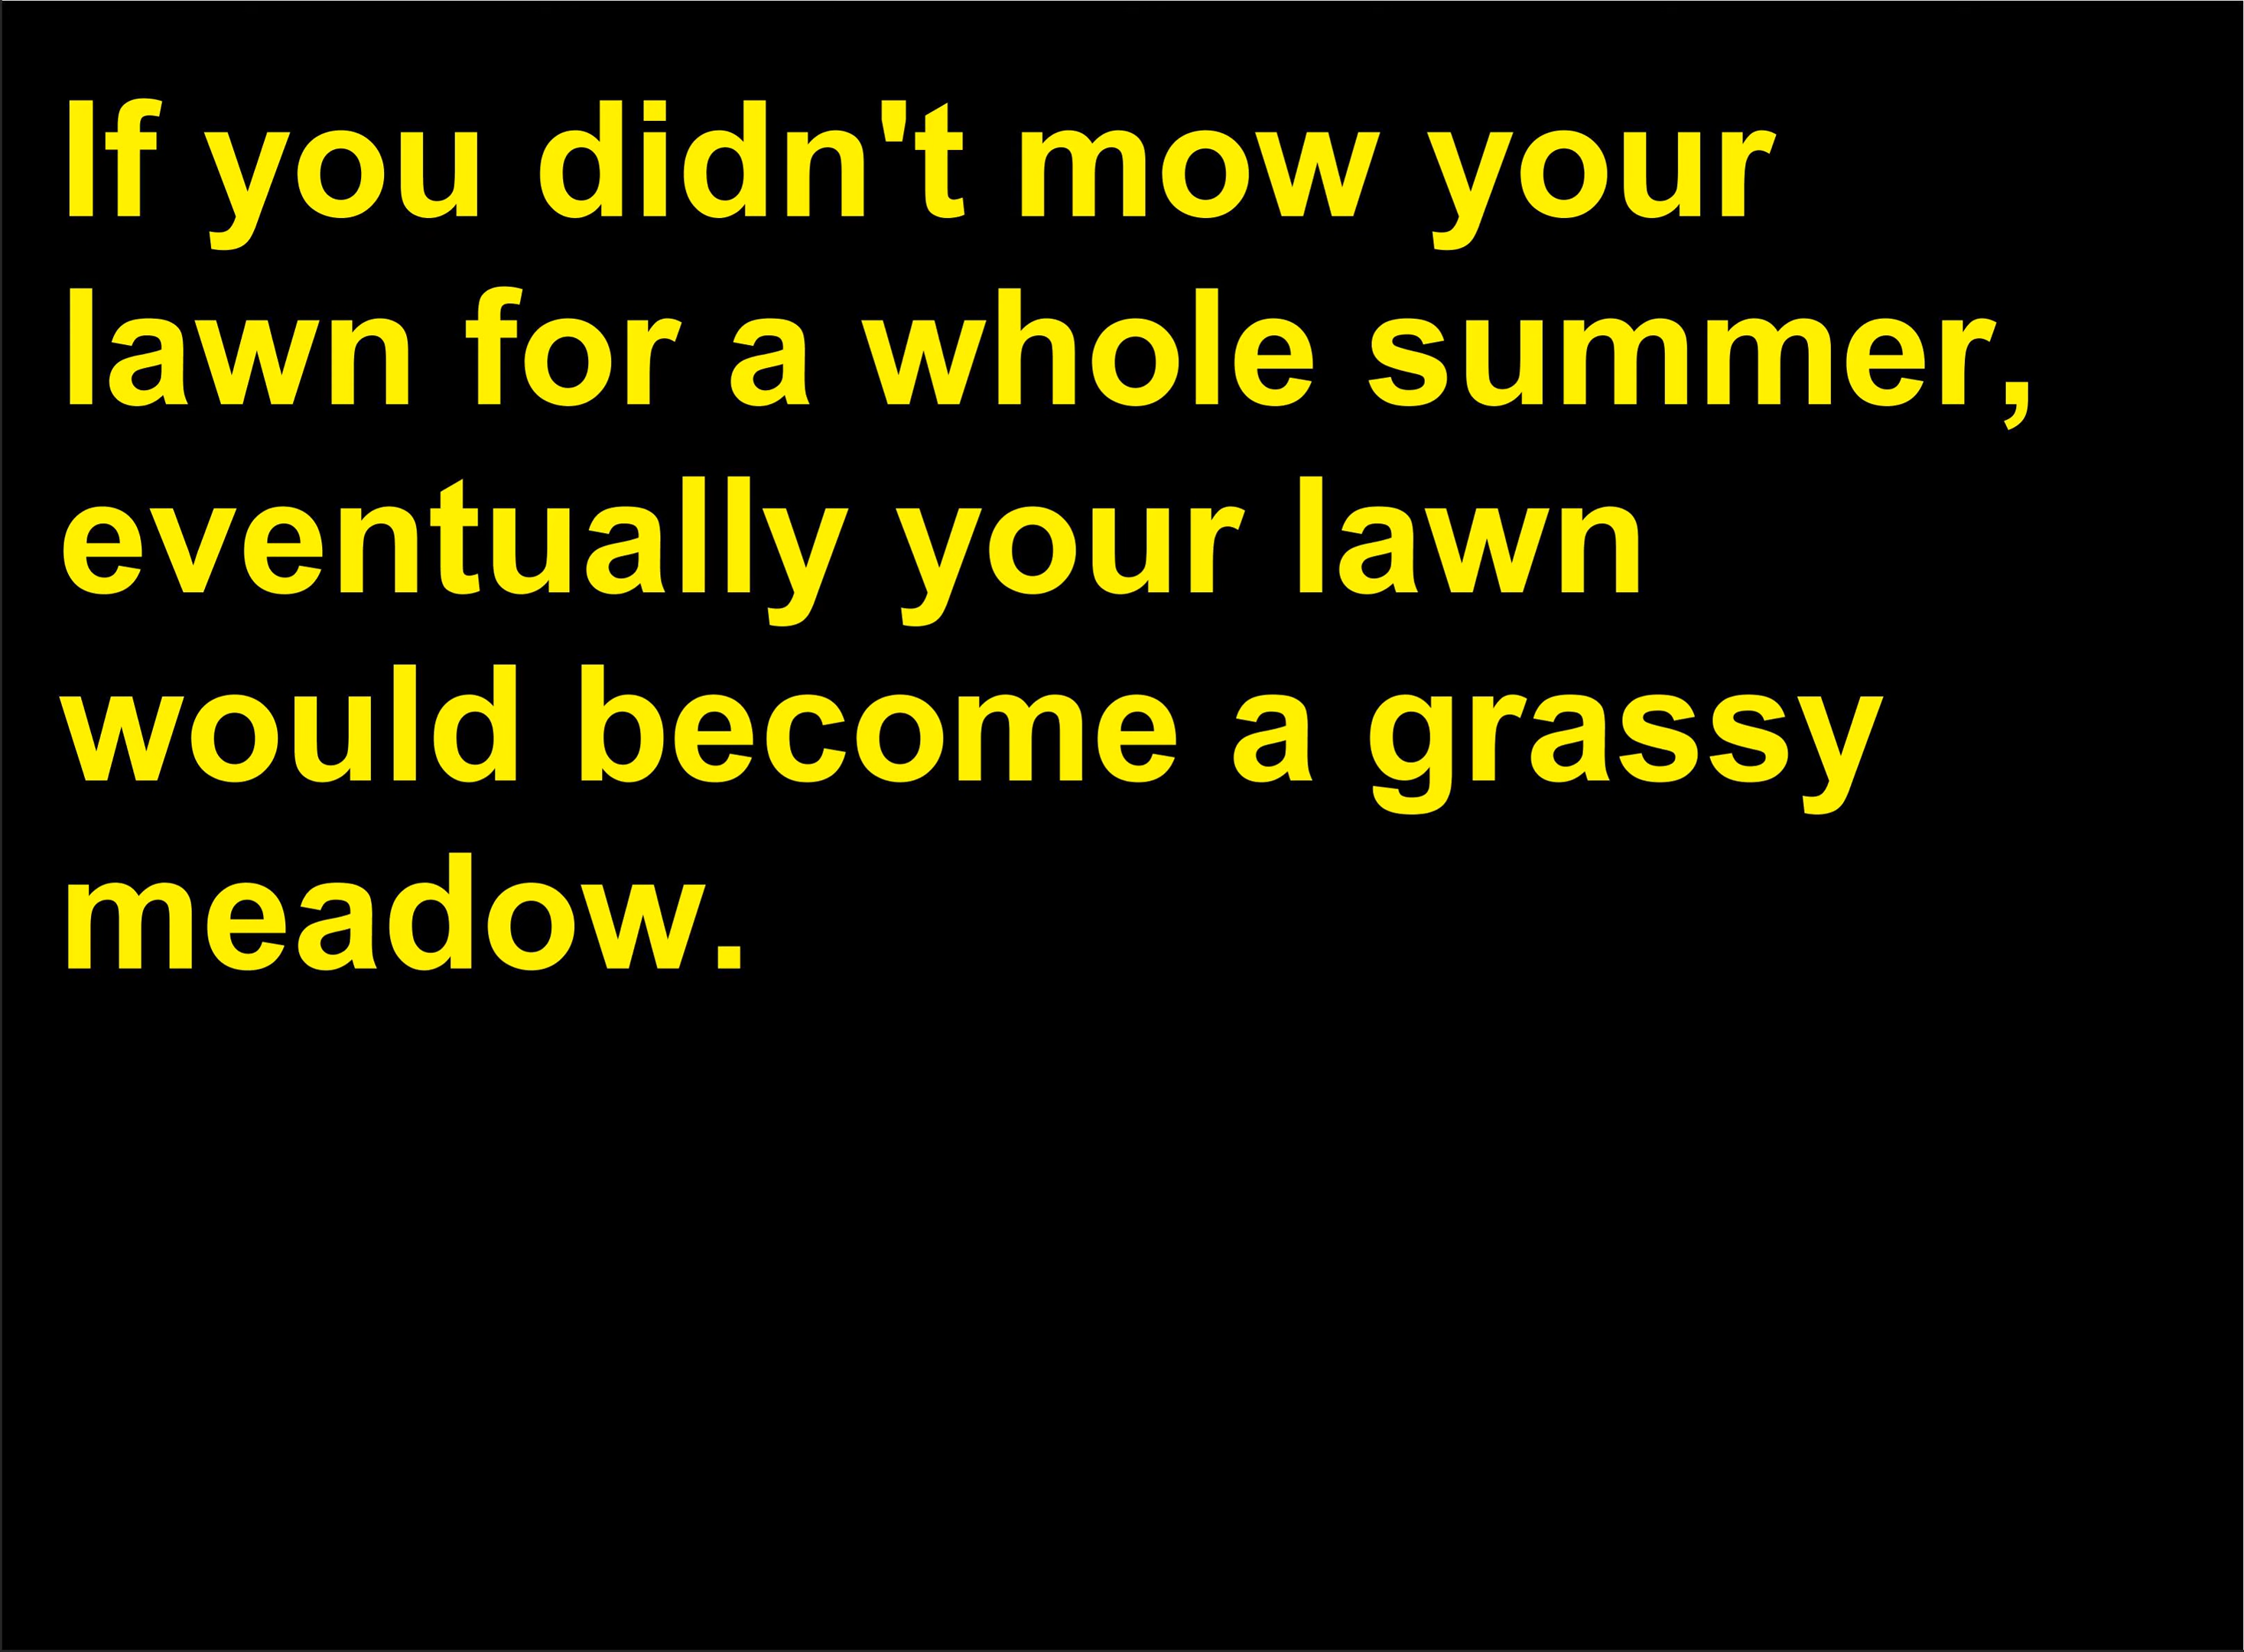 If you didn't mow your
lawn for a whole summer,
eventually your lawn
would become a grassy
meadow.